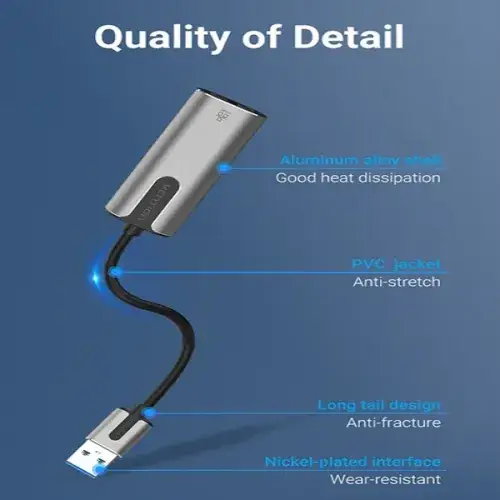 Quality of Detail
Aluminum alloy shell
Good heat dissipation
VENTION
PVC jacket
Anti-stretch
Long tail design
Anti-fracture
Nickel-plated interface
Wear-resistant